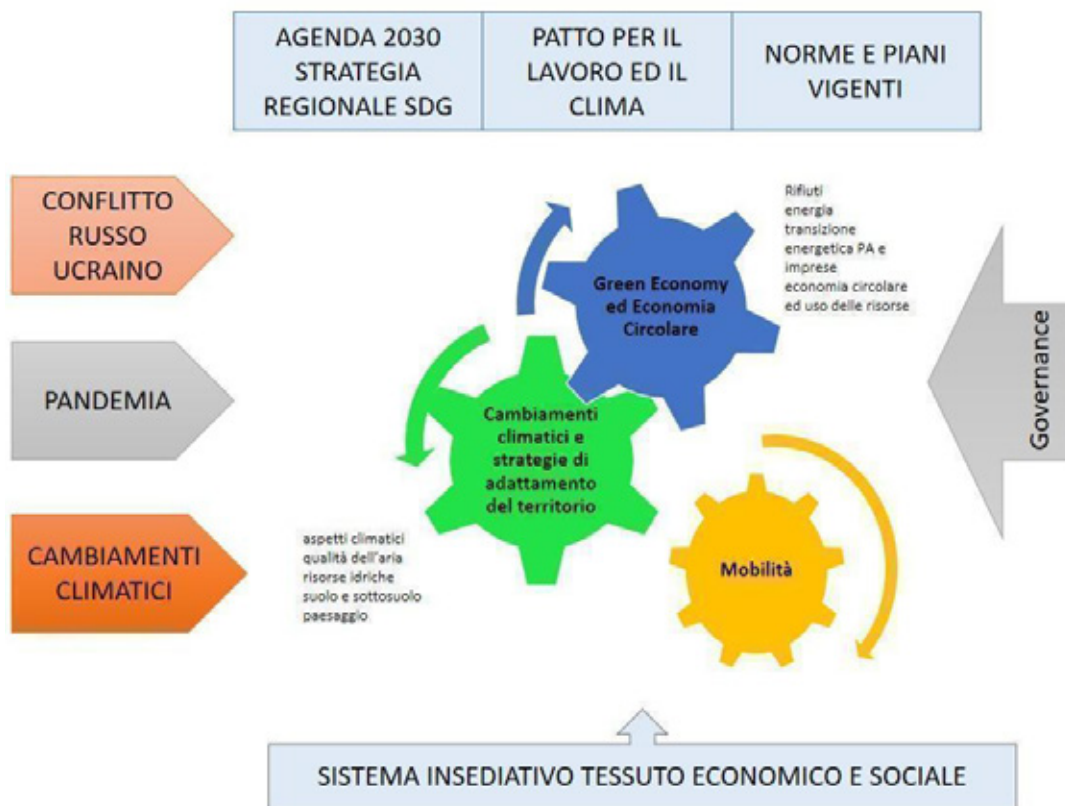 AGENDA 2030
STRATEGIA
REGIONALE SDG
PATTO PER IL
LAVORO ED IL
CLIMA
NORME E PIANI
VIGENTI
CONFLITTO
RUSSO
UCRAINO
PANDEMIA
CAMBIAMENTI
CLIMATICI
Green Economy
ed Economia
Circolare
Rifiuti
energia
transizione
energetica PA e
imprese
economia circolare
ed uso delle risorse
Cambiamenti
climatici e
strategie di
adattamento
del territorio
aspetti climatici
qualità dell'aria
risorse idriche
suolo e sottosuolo
paesaggio
Mobilità
Governance
SISTEMA INSEDIATIVO TESSUTO ECONOMICO E SOCIALE